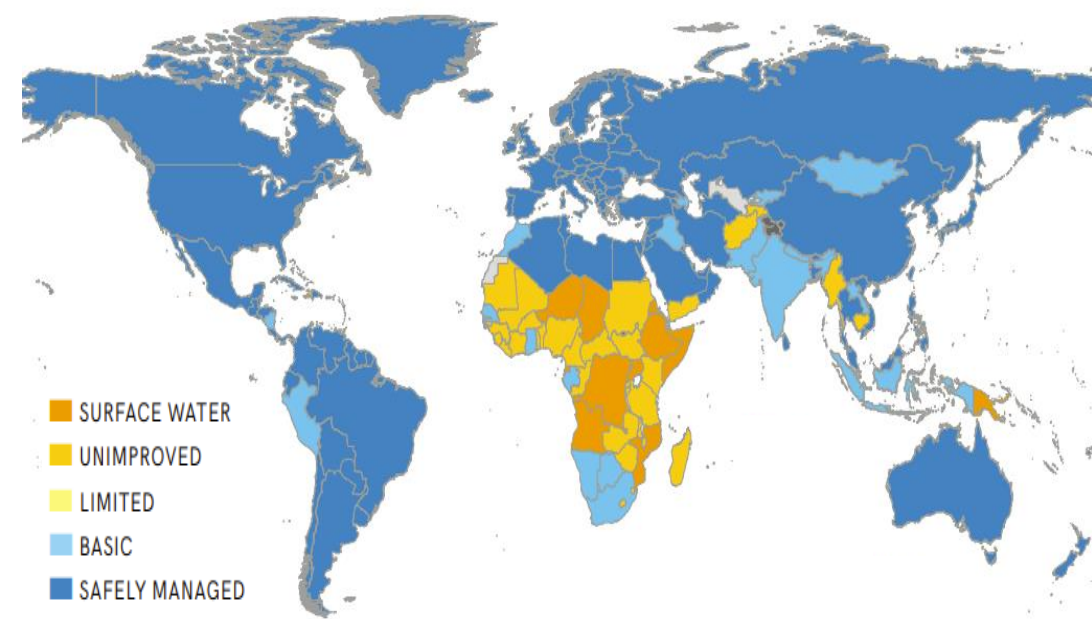 SURFACE WATER
UNIMPROVED
LIMITED
BASIC
SAFELY MANAGED